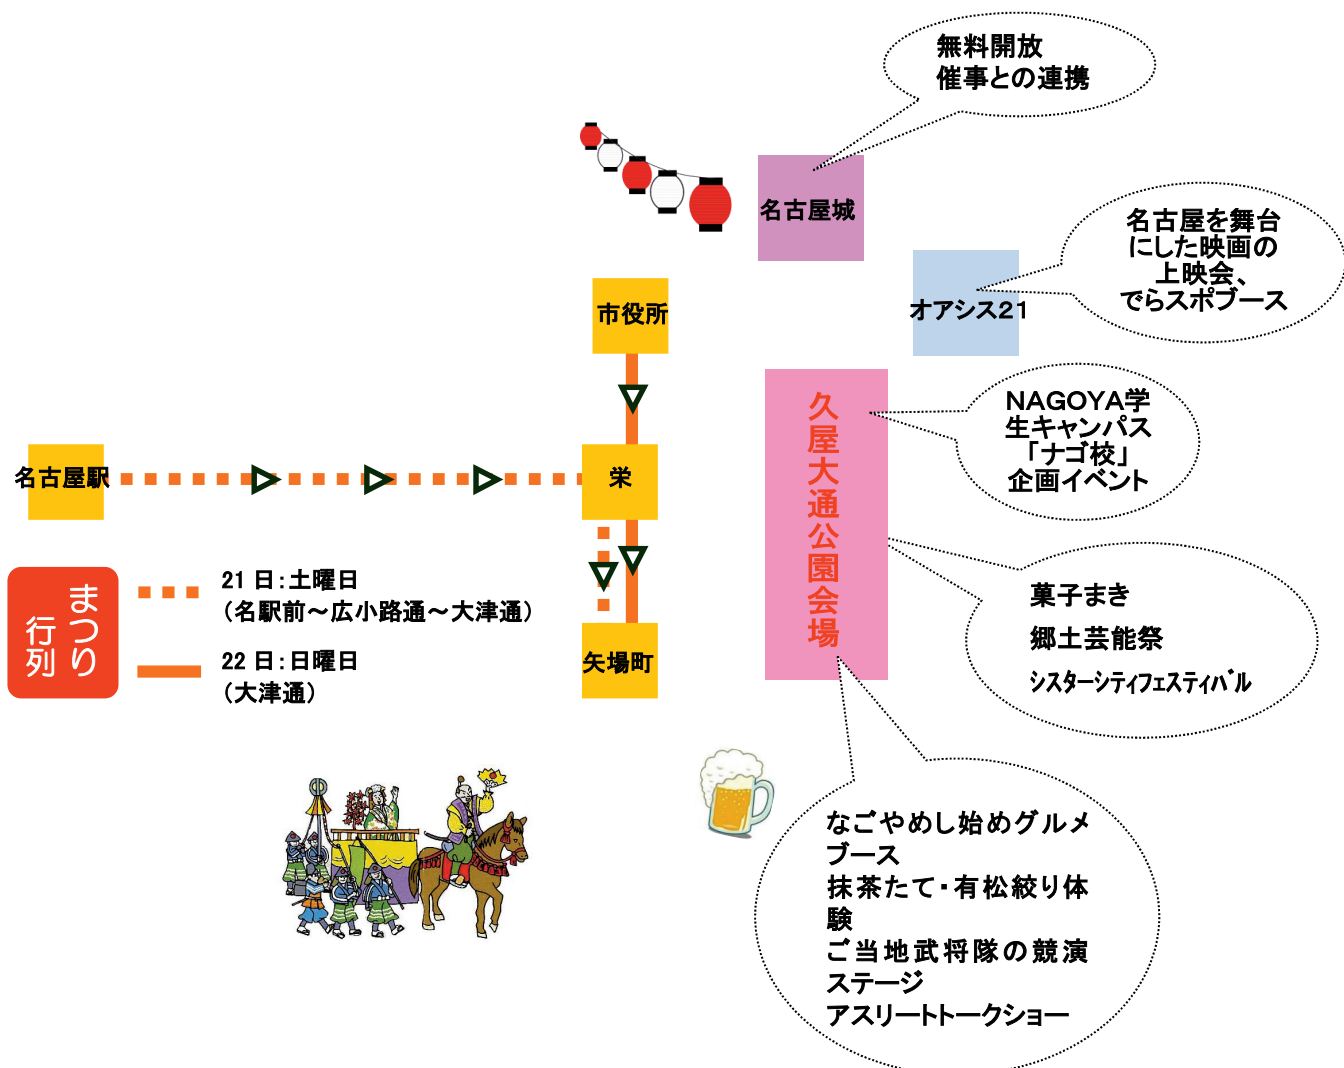 無料開放
催事との連携
名古屋城
名古屋を舞台
にした映画の
上映会、
でらスポブース
オアシス21
市役所
久屋大通公園会場
NAGOYA学
生キャンパス
「ナゴ校」
企画イベント
名古屋駅
栄
まつり
行列
21日：土曜日
（名駅前～広小路通～大津通）
22日：日曜日
（大津通）
矢場町
菓子まき
郷土芸能祭
ｼｽﾀｰｼﾃｨﾌｪｽﾃｨﾊﾞﾙ
なごやめし始めグルメ
ブース
抹茶たて・有松絞り体
験
ご当地武将隊の競演
ステージ
アスリートトークショー